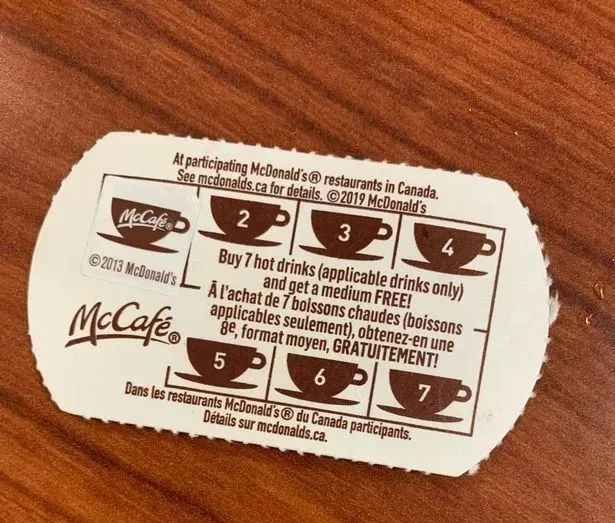 At participating McDonald's® restaurants in Canada.
See mcdonalds.ca for details. ©2019 McDonald's
McCafé®
© 2013 McDonald's
2
3
4
Buy 7 hot drinks (applicable drinks only)
and get a medium FREE!
À l'achat de 7 boissons chaudes (boissons
applicables seulement), obtenez-en une
8e, format moyen, GRATUITEMENT!
McCafé®
5
6
7
Dans les restaurants McDonald's® du Canada participants.
Détails sur mcdonalds.ca.